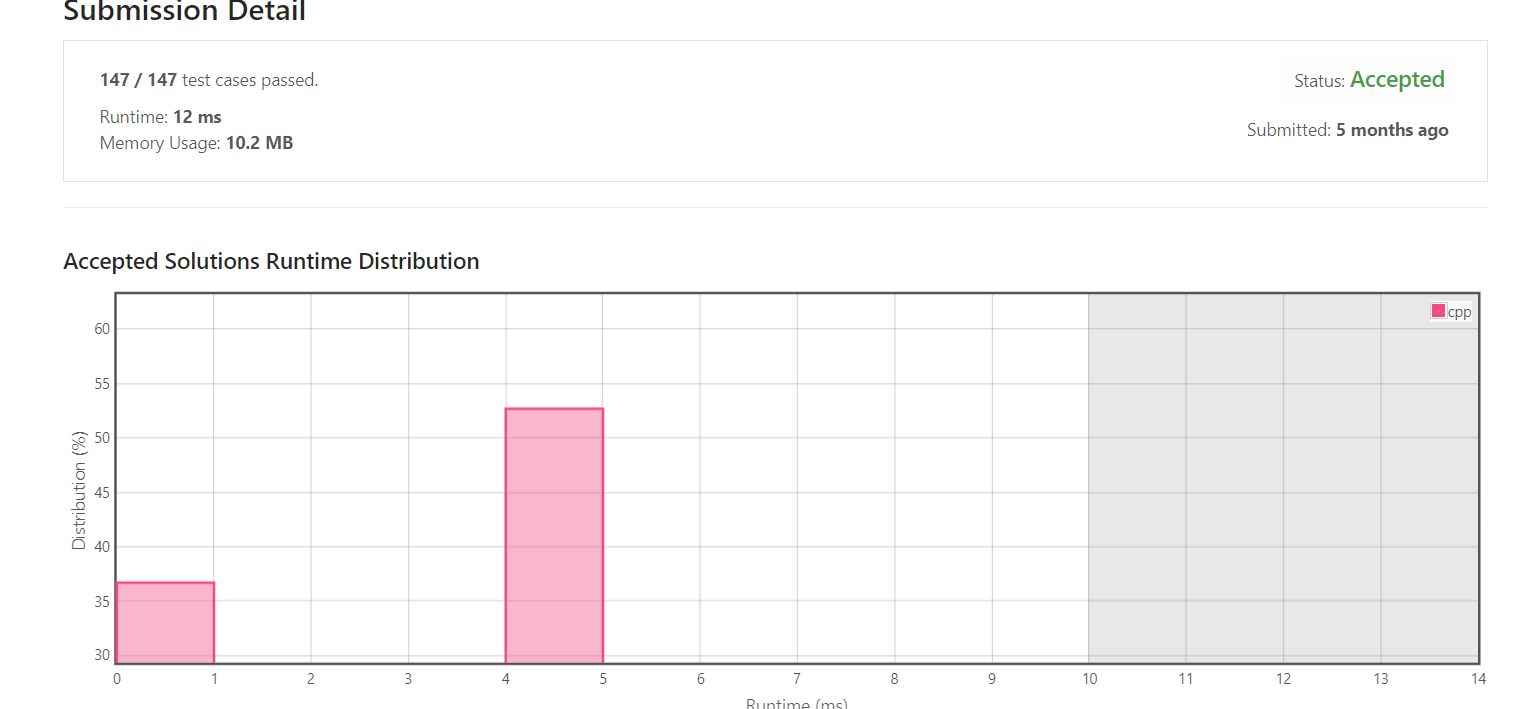 Submission Detail
147 / 147 test cases passed.
Status: Accepted
Runtime: 12 ms
Memory Usage: 10.2 MB
Submitted: 5 months ago
Accepted Solutions Runtime Distribution
cpp
60
55
50
45
40
35
30
Distribution (%)
0 1 2 3 4 5 6 7 8 9 10 11 12 13 14
Runtime (ms)